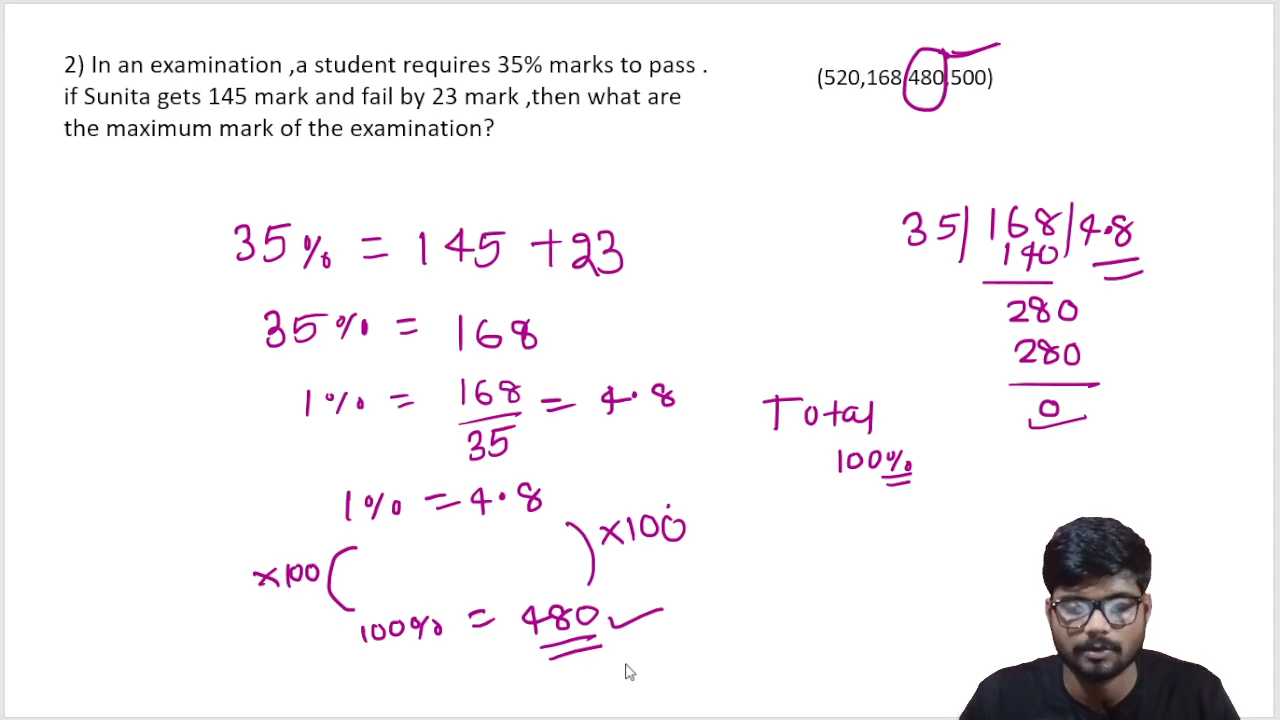 2) In an examination ,a student requires 35% marks to pass .
if Sunita gets 145 mark and fail by 23 mark ,then what are
the maximum mark of the examination?
(520,168,480,500)
35% = 145 + 23
35% = 168
1% = 168/35 = 4.8
1% = 4.8
×100 ( ) ×100
100% = 480
35) 168 (4.8
140
280
280
0
Total
100%